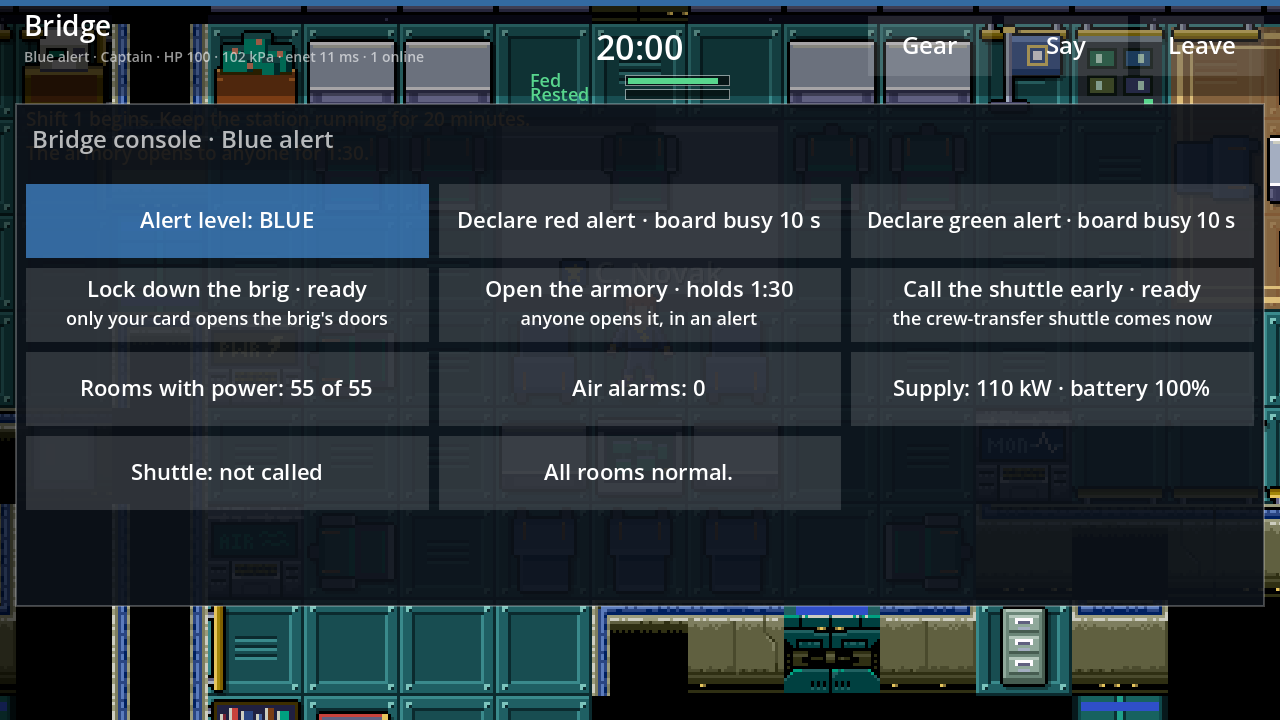 Bridge
Blue alert · Captain · HP 100 · 102 kPa · enet 11 ms · 1 online
20:00
Fed
Rested
Gear
Say
Leave
Shift 1 begins. Keep the station running for 20 minutes.
Bridge console · Blue alert
The armory opens to anyone for 1:30.
Alert level: BLUE
Declare red alert · board busy 10 s
Declare green alert · board busy 10 s
C. Novak
Lock down the brig · ready
only your card opens the brig's doors
Open the armory · holds 1:30
anyone opens it, in an alert
Call the shuttle early · ready
the crew-transfer shuttle comes now
PWR
Rooms with power: 55 of 55
Air alarms: 0
Supply: 110 kW · battery 100%
MON
Shuttle: not called
All rooms normal.
AIR